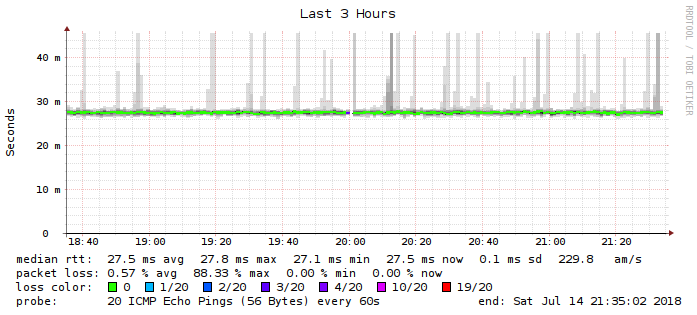 Last 3 Hours
RRDTOOL / TOBI OETIKER
Seconds
40 m
30 m
20 m
10 m
0
18:40 19:00 19:20 19:40 20:00 20:20 20:40 21:00 21:20
median rtt: 27.5 ms avg 27.8 ms max 27.1 ms min 27.5 ms now 0.1 ms sd 229.8 am/s
packet loss: 0.57 % avg 88.33 % max 0.00 % min 0.00 % now
loss color: 0 1/20 2/20 3/20 4/20 10/20 19/20
probe: 20 ICMP Echo Pings (56 Bytes) every 60s end: Sat Jul 14 21:35:02 2018